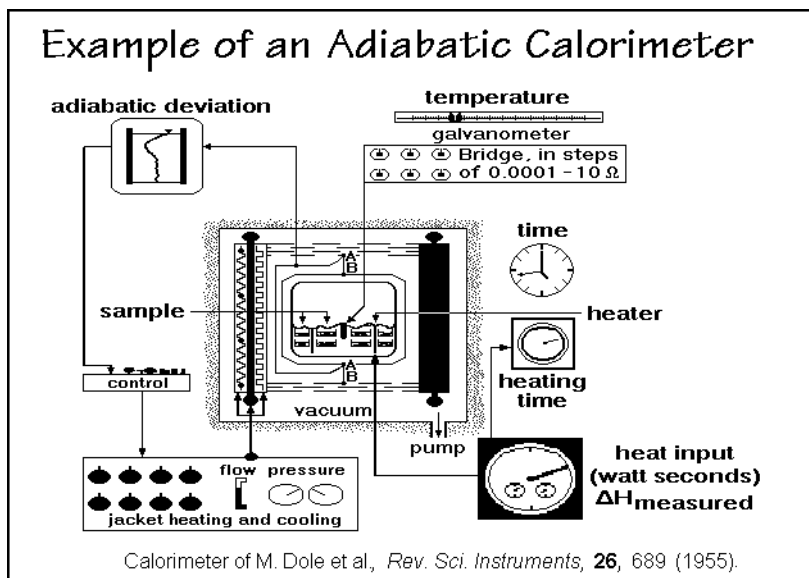 Example of an Adiabatic Calorimeter
adiabatic deviation
temperature
galvanometer
Bridge, in steps
of 0.0001 - 10 Ω
time
A
B
sample
heater
A
B
control
heating
time
vacuum
pump
flow pressure
jacket heating and cooling
heat input
(watt seconds)
ΔHmeasured
Calorimeter of M. Dole et al., Rev. Sci. Instruments, 26, 689 (1955).